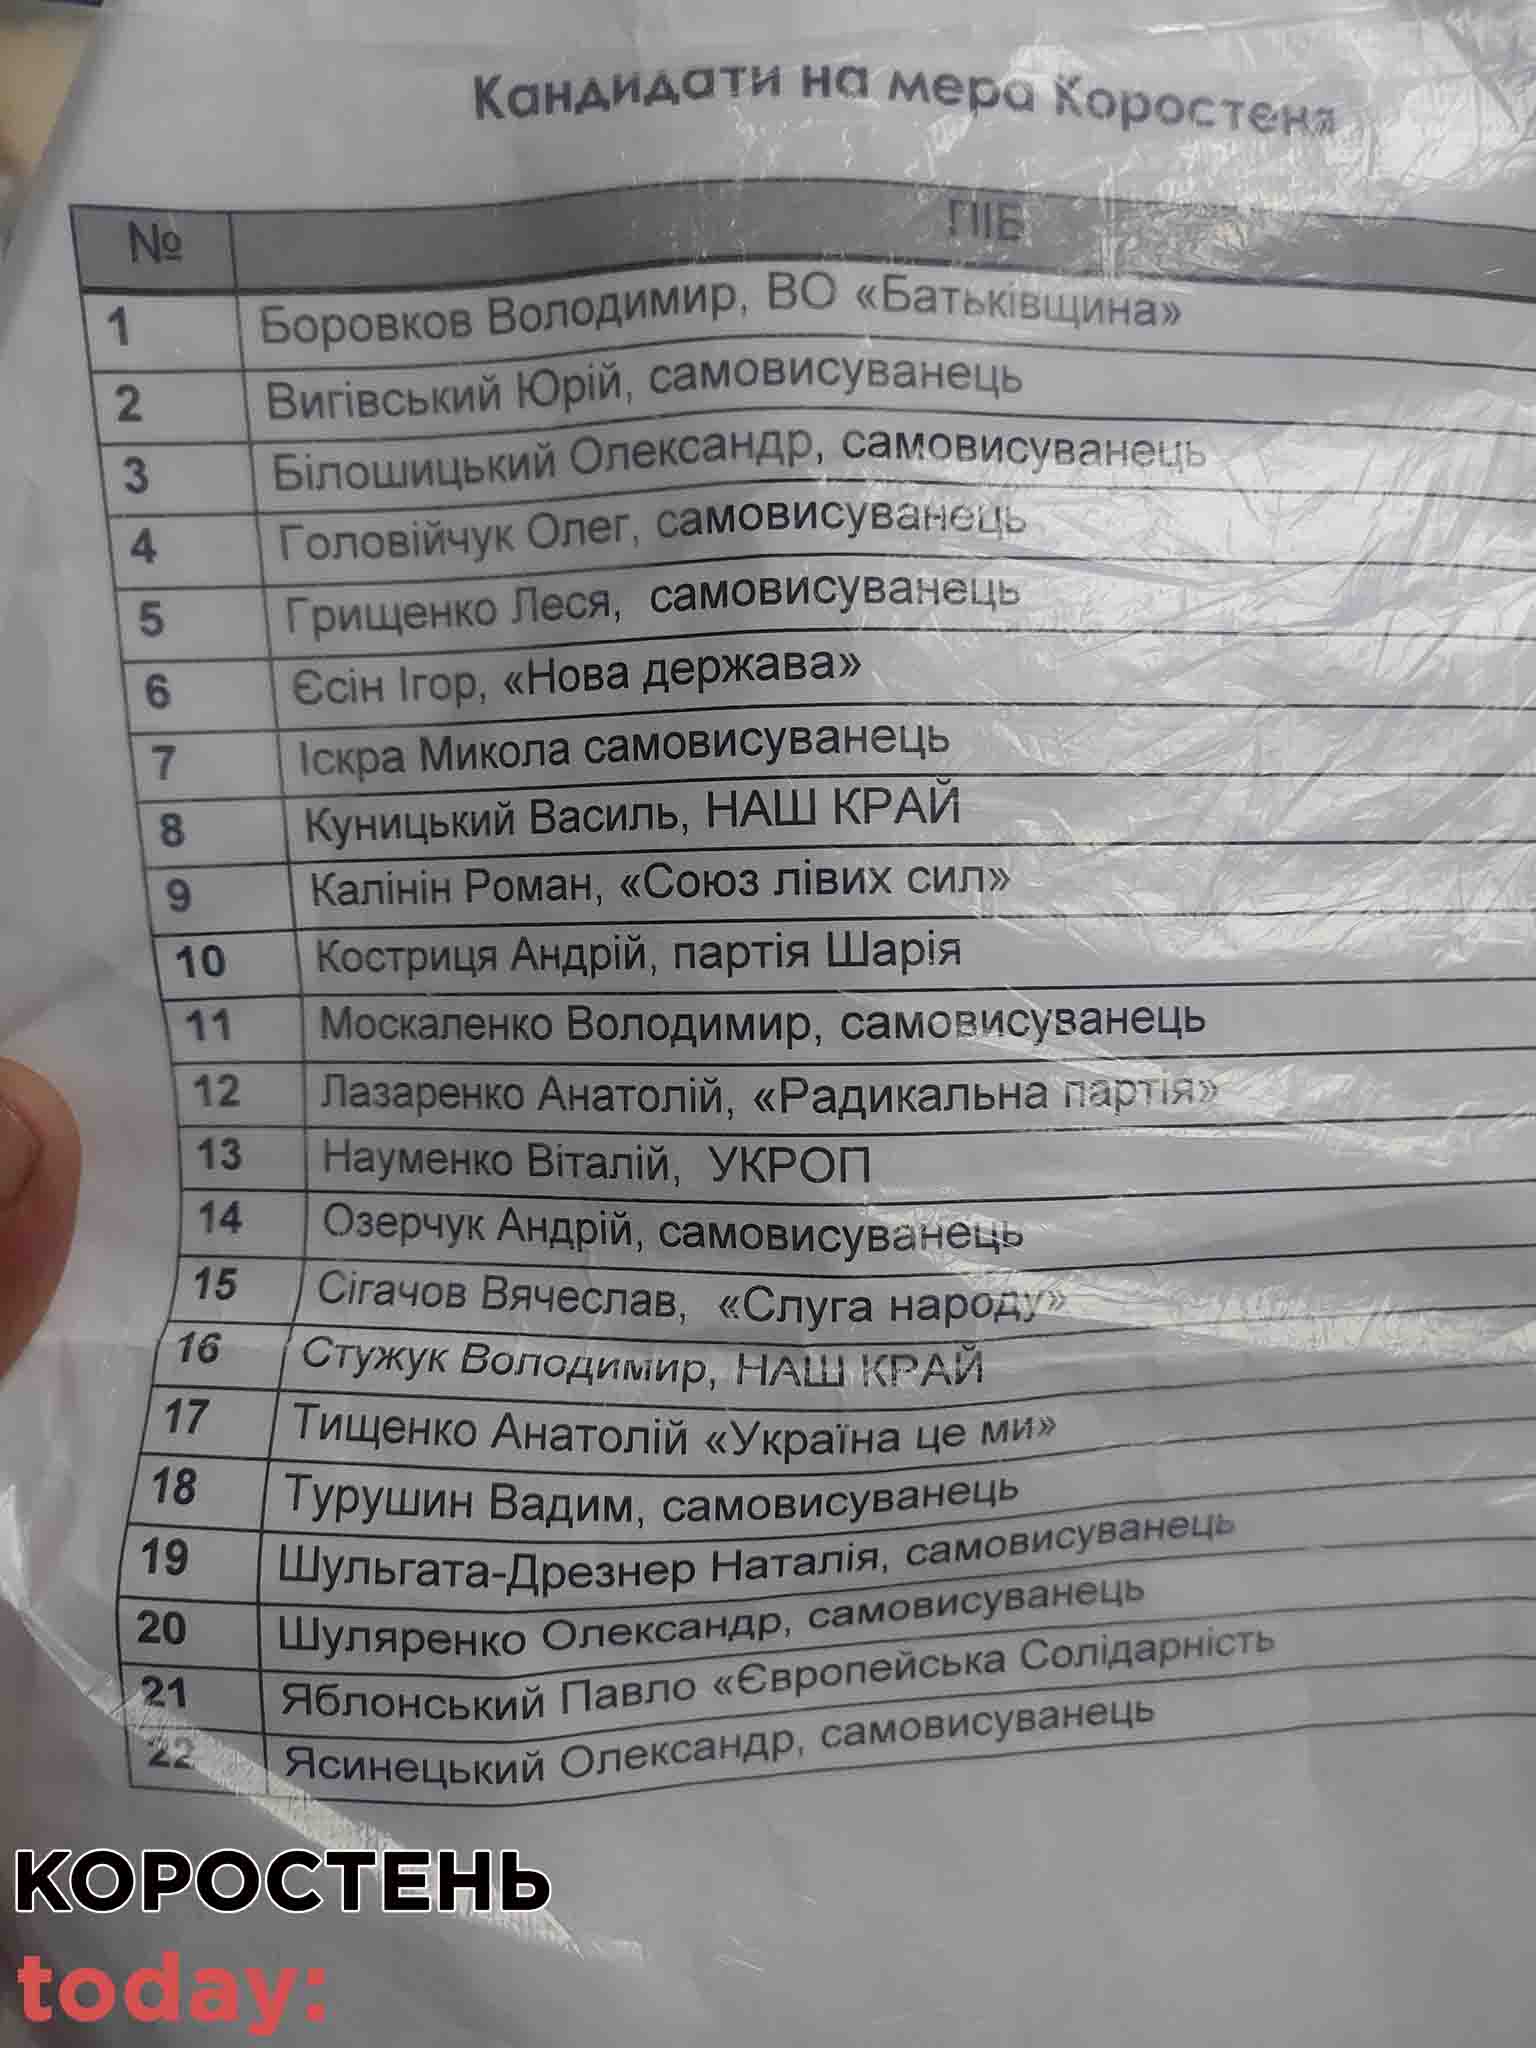 Кандидати на мера Коростеня
№ ПІБ
1 Боровков Володимир, ВО «Батьківщина»
2 Вигівський Юрій, самовисуванець
3 Білошицький Олександр, самовисуванець
4 Головійчук Олег, самовисуванець
5 Грищенко Леся, самовисуванець
6 Єсін Ігор, «Нова держава»
7 Іскра Микола самовисуванець
8 Куницький Василь, НАШ КРАЙ
9 Калінін Роман, «Союз лівих сил»
10 Костриця Андрій, партія Шарія
11 Москаленко Володимир, самовисуванець
12 Лазаренко Анатолій, «Радикальна партія»
13 Науменко Віталій, УКРОП
14 Озерчук Андрій, самовисуванець
15 Сігачов Вячеслав, «Слуга народу»
16 Стужук Володимир, НАШ КРАЙ
17 Тищенко Анатолій «Україна це ми»
18 Турушин Вадим, самовисуванець
19 Шульгата-Дрезнер Наталія, самовисуванець
20 Шуляренко Олександр, самовисуванець
21 Яблонський Павло «Європейська Солідарність
22 Ясинецький Олександр, самовисуванець
КОРОСТЕНЬ
today: